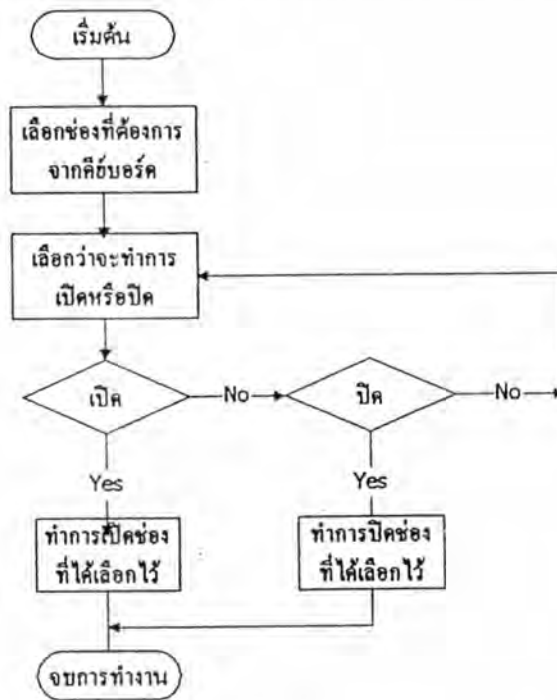 เริ่มต้น
เลือกช่องที่ต้องการ
จากคีย์บอร์ด
เลือกว่าจะทำการ
เปิดหรือปิด
เปิด
No
ปิด
No
Yes
Yes
ทำการเปิดช่อง
ที่ได้เลือกไว้
ทำการปิดช่อง
ที่ได้เลือกไว้
จบการทำงาน